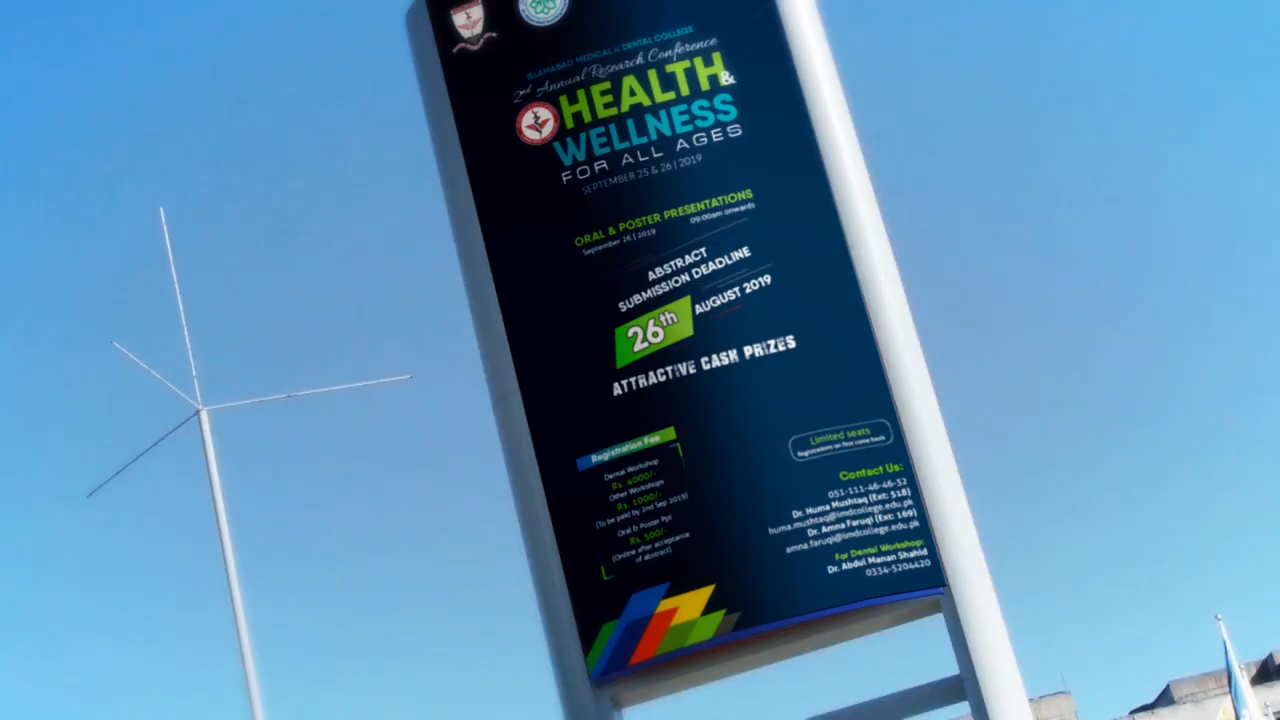 ISLAMABAD MEDICAL & DENTAL COLLEGE
2nd Annual Research Conference
HEALTH &
WELLNESS
FOR ALL AGES
SEPTEMBER 25 & 26 | 2019
ORAL & POSTER PRESENTATIONS
September 26 | 2019 09:00am onwards
ABSTRACT
SUBMISSION DEADLINE
26th AUGUST 2019
ATTRACTIVE CASH PRIZES
Registration Fee
Dental Workshop
Rs. 4000/-
Other Workshops
Rs. 1000/-
(To be paid by 2nd Sep 2019)
Oral & Poster Ppt
Rs. 500/-
(Online after acceptance
of abstract)
Limited seats
Registrations on first come basis
Contact Us:
051-111-46-46-32
Dr. Huma Mushtaq (Ext: 518)
huma.mushtaq@imdcollege.edu.pk
Dr. Amna Faruqi (Ext: 169)
amna.faruqi@imdcollege.edu.pk
For Dental Workshop:
Dr. Abdul Manan Shahid
0334-5204420